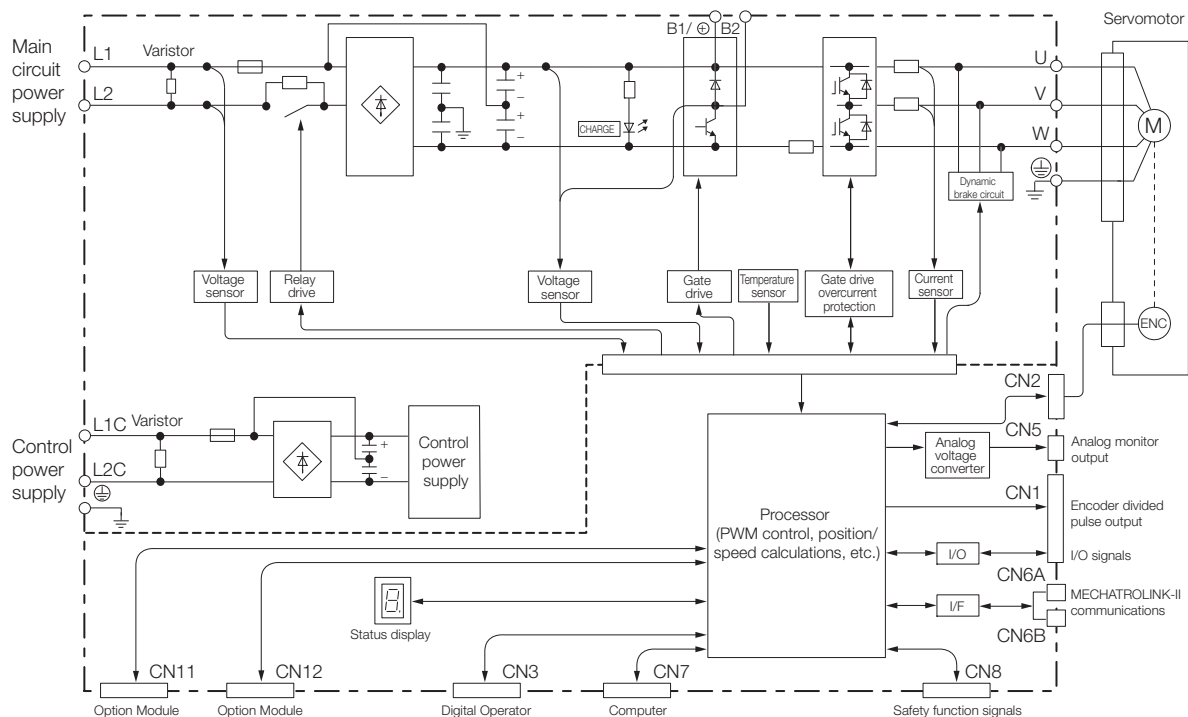 Main
circuit
power
supply
L1
Varistor
L2
B1/ ⊕
B2
+
–
+
–
CHARGE
Servomotor
U
V
W
M
Dynamic
brake circuit
Voltage
sensor
Relay
drive
Voltage
sensor
Gate
drive
Temperature
sensor
Gate drive
overcurrent
protection
Current
sensor
ENC
Control
power
supply
L1C
Varistor
L2C
+
–
Control
power
supply
Processor
(PWM control, position/
speed calculations, etc.)
CN2
CN5
Analog
voltage
converter
Analog monitor
output
CN1
Encoder divided
pulse output
I/O
I/O signals
CN6A
I/F
MECHATROLINK-II
communications
CN6B
8.
Status display
CN11
CN12
CN3
CN7
CN8
Option Module
Option Module
Digital Operator
Computer
Safety function signals